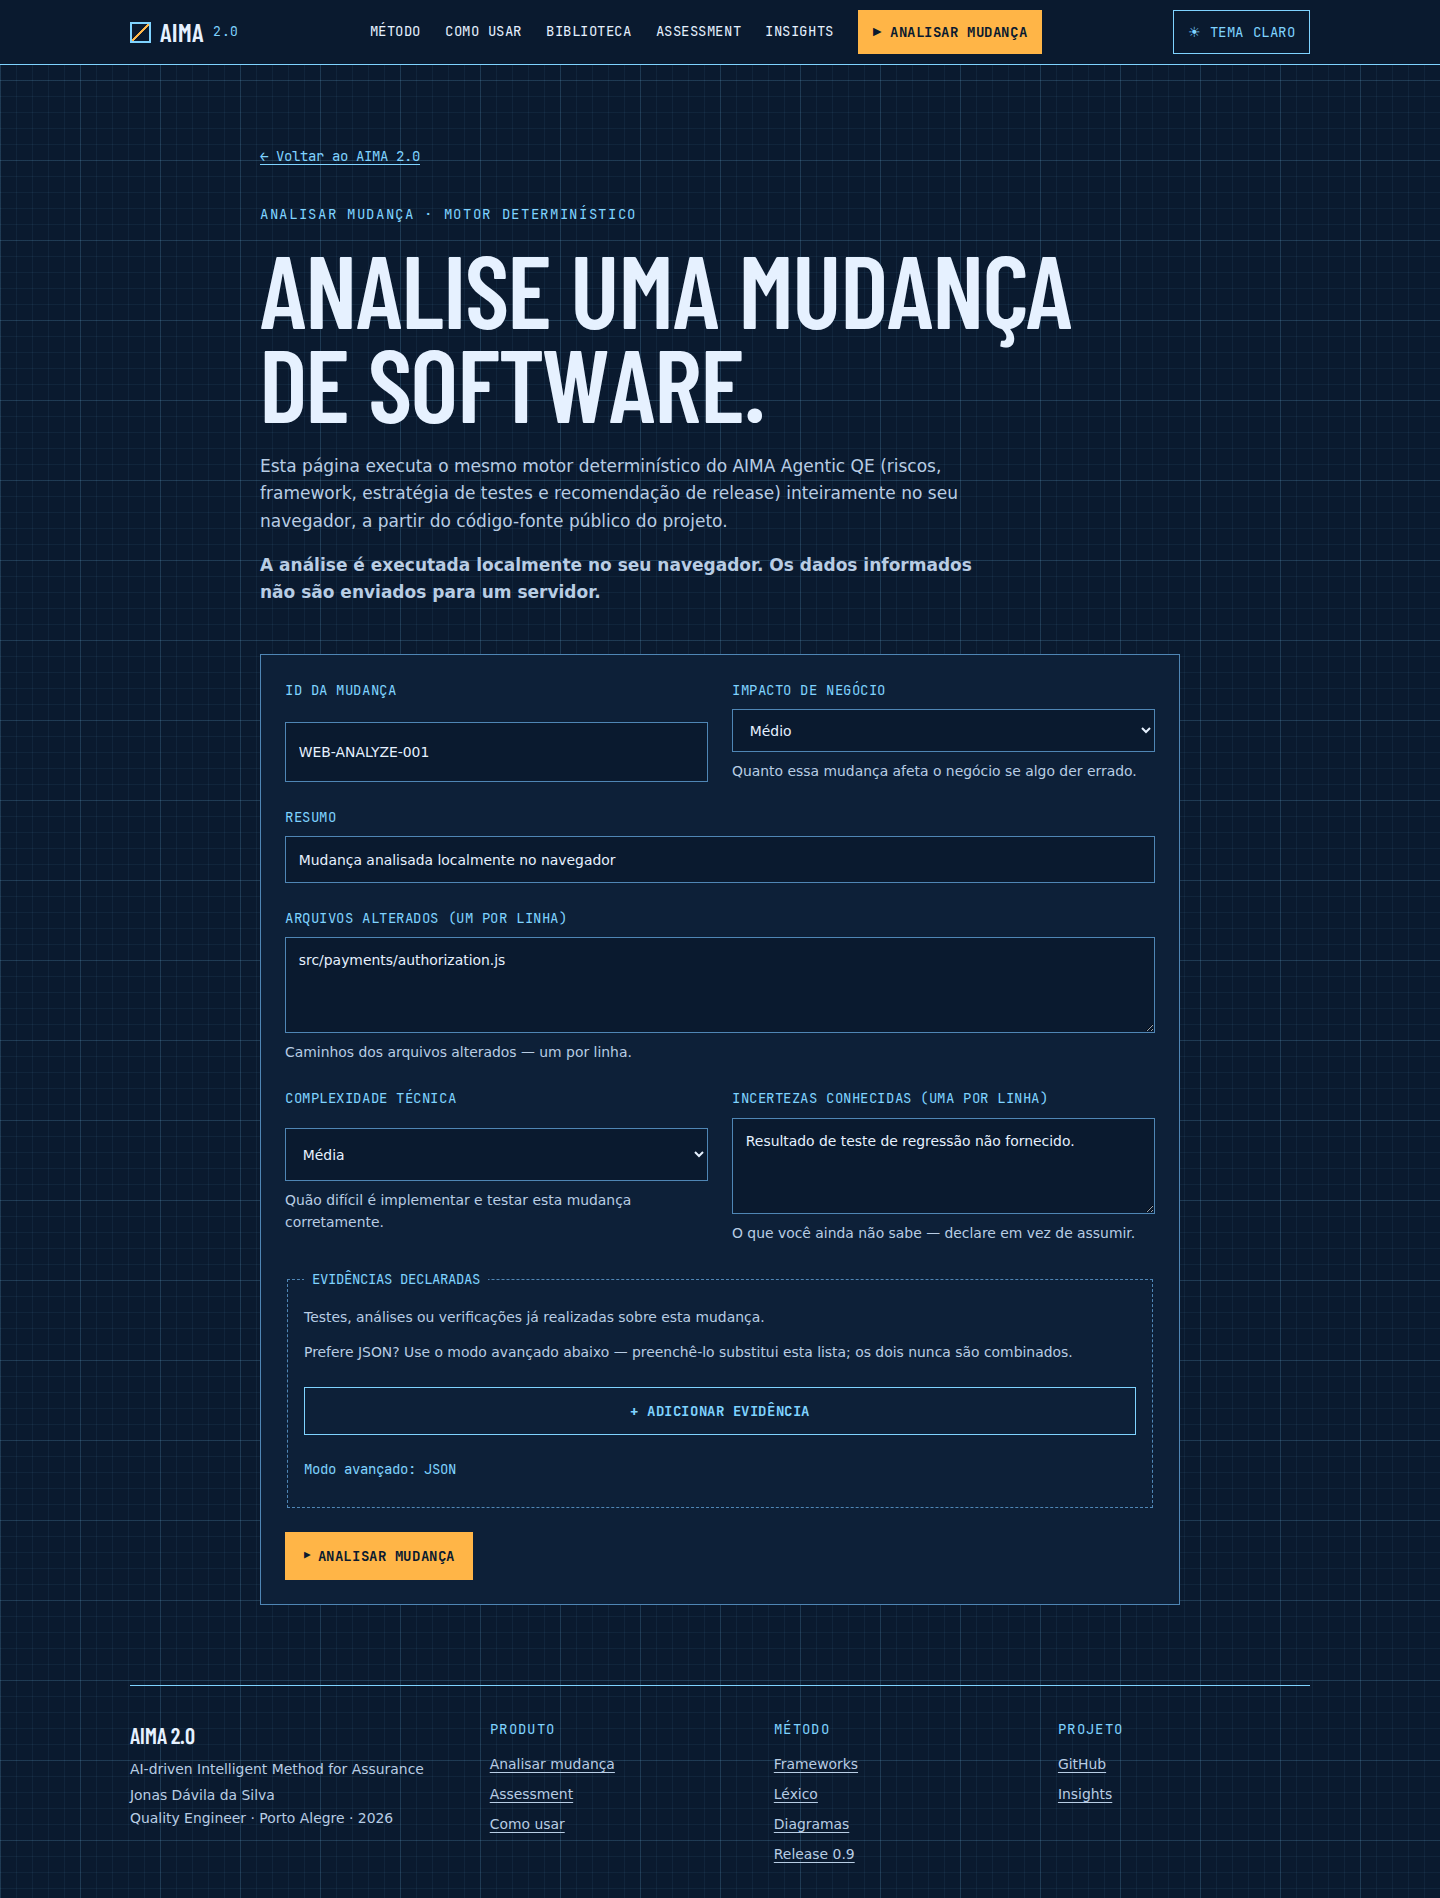 AIMA 2.0
MÉTODO
COMO USAR
BIBLIOTECA
ASSESSMENT
INSIGHTS
▶ ANALISAR MUDANÇA
☀ TEMA CLARO
← Voltar ao AIMA 2.0
ANALISAR MUDANÇA · MOTOR DETERMINÍSTICO
ANALISE UMA MUDANÇA
DE SOFTWARE.
Esta página executa o mesmo motor determinístico do AIMA Agentic QE (riscos,
framework, estratégia de testes e recomendação de release) inteiramente no seu
navegador, a partir do código-fonte público do projeto.
A análise é executada localmente no seu navegador. Os dados informados
não são enviados para um servidor.
ID DA MUDANÇA
WEB-ANALYZE-001
IMPACTO DE NEGÓCIO
Médio
Quanto essa mudança afeta o negócio se algo der errado.
RESUMO
Mudança analisada localmente no navegador
ARQUIVOS ALTERADOS (UM POR LINHA)
src/payments/authorization.js
Caminhos dos arquivos alterados — um por linha.
COMPLEXIDADE TÉCNICA
Média
Quão difícil é implementar e testar esta mudança
corretamente.
INCERTEZAS CONHECIDAS (UMA POR LINHA)
Resultado de teste de regressão não fornecido.
O que você ainda não sabe — declare em vez de assumir.
EVIDÊNCIAS DECLARADAS
Testes, análises ou verificações já realizadas sobre esta mudança.
Prefere JSON? Use o modo avançado abaixo — preenchê-lo substitui esta lista; os dois nunca são combinados.
+ ADICIONAR EVIDÊNCIA
Modo avançado: JSON
▶ ANALISAR MUDANÇA
AIMA 2.0
AI-driven Intelligent Method for Assurance
Jonas Dávila da Silva
Quality Engineer · Porto Alegre · 2026
PRODUTO
Analisar mudança
Assessment
Como usar
MÉTODO
Frameworks
Léxico
Diagramas
Release 0.9
PROJETO
GitHub
Insights